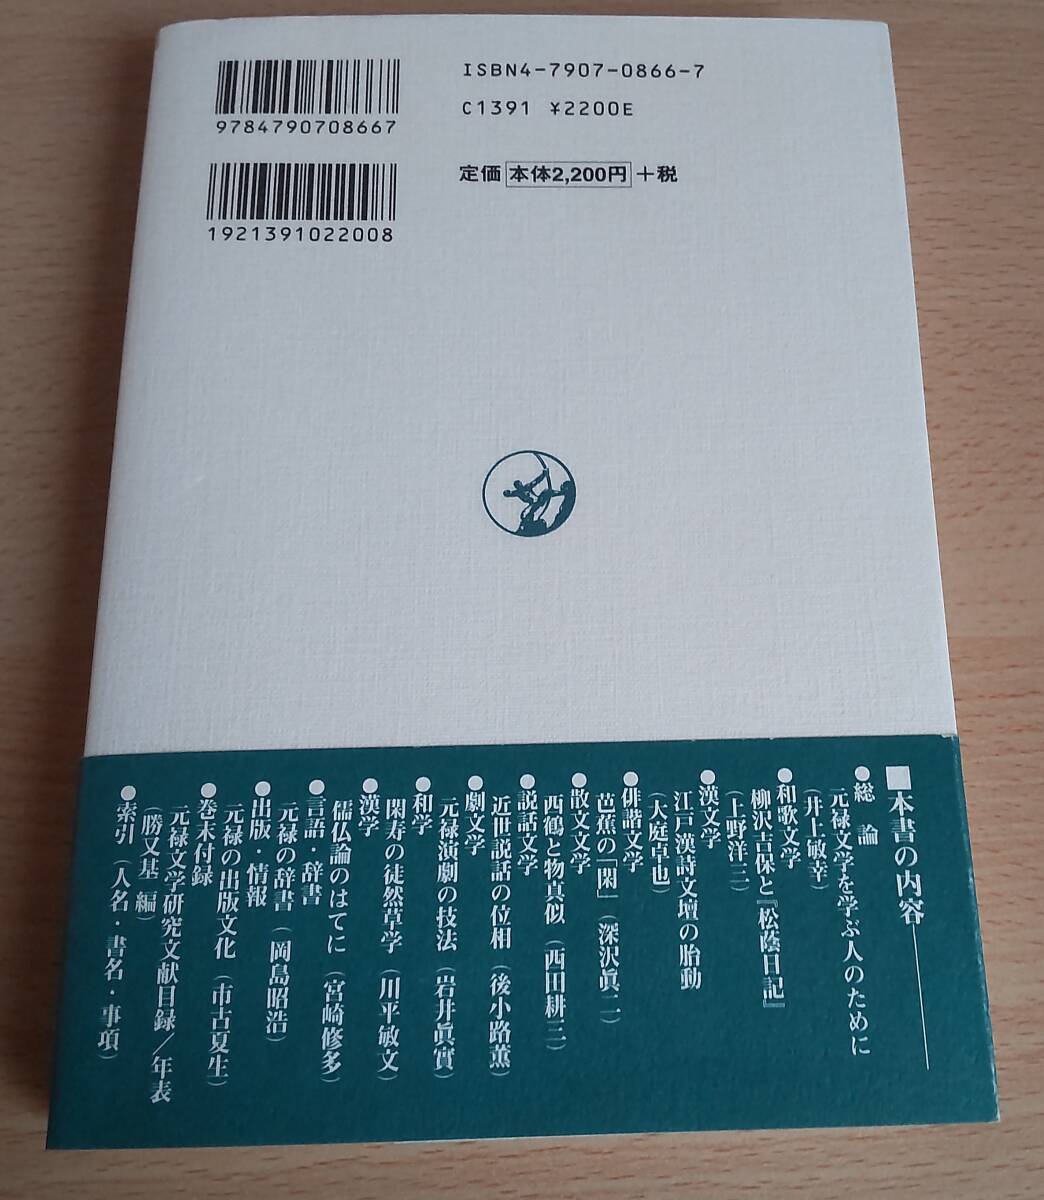 ISBN4-7907-0866-7
C1391 ¥2200E
9784790708667
定価 本体2,200円 +税
1921391022008
■本書の内容
●総 論
元禄文学を学ぶ人のために
(井上敏幸)
●和歌文学
柳沢吉保と『松陰日記』
(上野洋三)
●漢文学
江戸漢詩文壇の胎動
(大庭卓也)
●俳諧文学
芭蕉の「閑」(深沢眞二)
●散文文学
西鶴と物真似(西田耕三)
●説話文学
近世説話の位相(後小路薫)
●劇文学
元禄演劇の技法(岩井眞實)
●和学
閑寿の徒然草学(川平敏文)
●漢学
儒仏論のはてに(宮崎修多)
●言語・辞書
元禄の辞書(岡島昭浩)
●出版・情報
元禄の出版文化(市古夏生)
●巻末付録
元禄文学研究文献目録/年表
(勝又基 編)
●索引(人名・書名・事項)